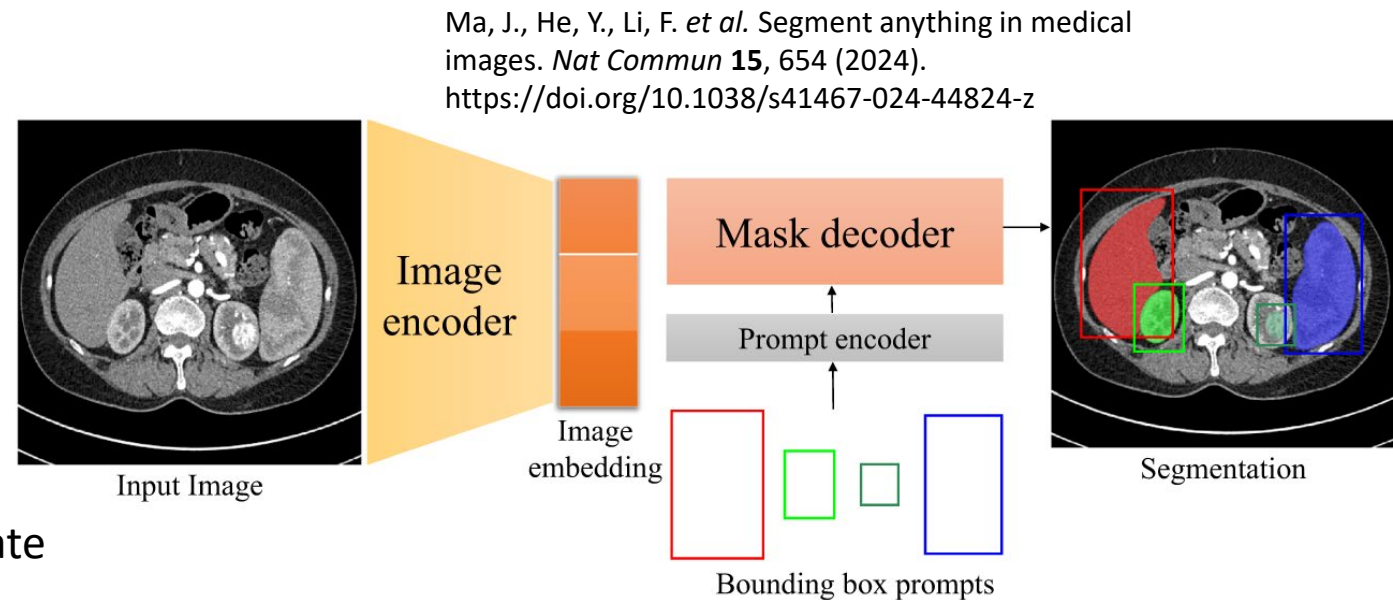 Ma, J., He, Y., Li, F. et al. Segment anything in medical
images. Nat Commun 15, 654 (2024).
https://doi.org/10.1038/s41467-024-44824-z
Image
encoder
Mask decoder
Prompt encoder
Image
embedding
Input Image
Segmentation
Bounding box prompts